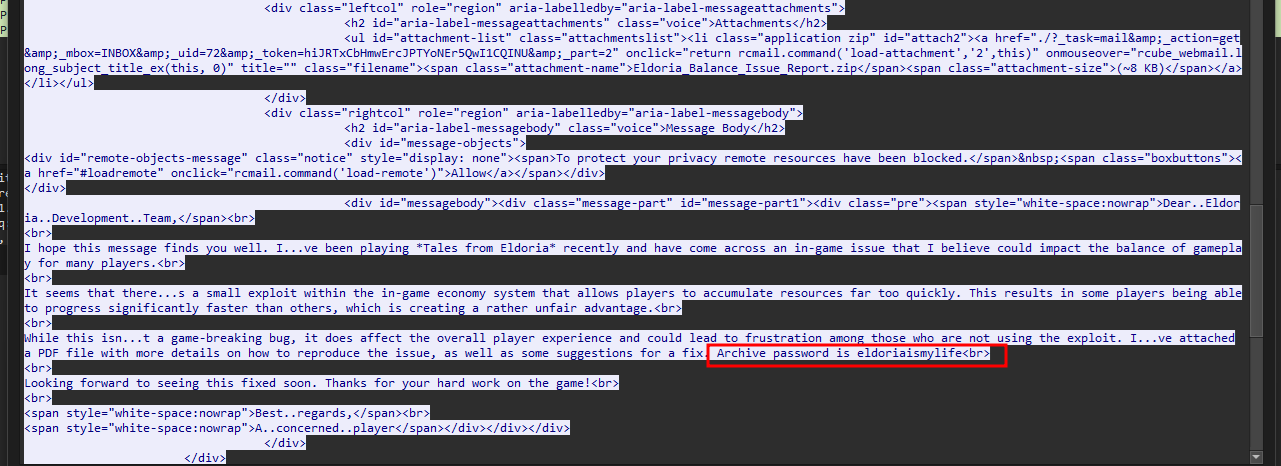 <div class="leftcol" role="region" aria-labelledby="aria-label-messageattachments">
<h2 id="aria-label-messageattachments" class="voice">Attachments</h2>
<ul id="attachment-list" class="attachmentslist"><li class="application zip" id="attach2"><a href="./?_task=mail&amp;_action=get
&amp;_mbox=INBOX&amp;_uid=72&amp;_token=hiJRTxCbHmwErcJPTYoNEr5QwI1CQINU&amp;_part=2" onclick="return rcmail.command('load-attachment','2',this)" onmouseover="rcube_webmail.l
ong_subject_title_ex(this, 0)" title="" class="filename"><span class="attachment-name">Eldoria_Balance_Issue_Report.zip</span><span class="attachment-size">(~8 KB)</span></a>
</li></ul>
</div>
<div class="rightcol" role="region" aria-labelledby="aria-label-messagebody">
<h2 id="aria-label-messagebody" class="voice">Message Body</h2>
<div id="message-objects">
<div id="remote-objects-message" class="notice" style="display: none"><span>To protect your privacy remote resources have been blocked.</span>&nbsp;<span class="boxbuttons"><
a href="#loadremote" onclick="rcmail.command('load-remote')">Allow</a></span></div>
</div>
<div id="messagebody"><div class="message-part" id="message-part1"><div class="pre"><span style="white-space:nowrap">Dear..Eldor
ia..Development..Team,</span><br>
<br>
I hope this message finds you well. I...ve been playing *Tales from Eldoria* recently and have come across an in-game issue that I believe could impact the balance of gamepla
y for many players.<br>
<br>
It seems that there...s a small exploit within the in-game economy system that allows players to accumulate resources far too quickly. This results in some players being able
to progress significantly faster than others, which is creating a rather unfair advantage.<br>
<br>
While this isn...t a game-breaking bug, it does affect the overall player experience and could lead to frustration among those who are not using the exploit. I...ve attached
a PDF file with more details on how to reproduce the issue, as well as some suggestions for a fix. Archive password is eldoriaismylife<br>
<br>
Looking forward to seeing this fixed soon. Thanks for your hard work on the game!<br>
<br>
<span style="white-space:nowrap">Best..regards,</span><br>
<span style="white-space:nowrap">A..concerned..player</span></div></div></div>
</div>
</div>